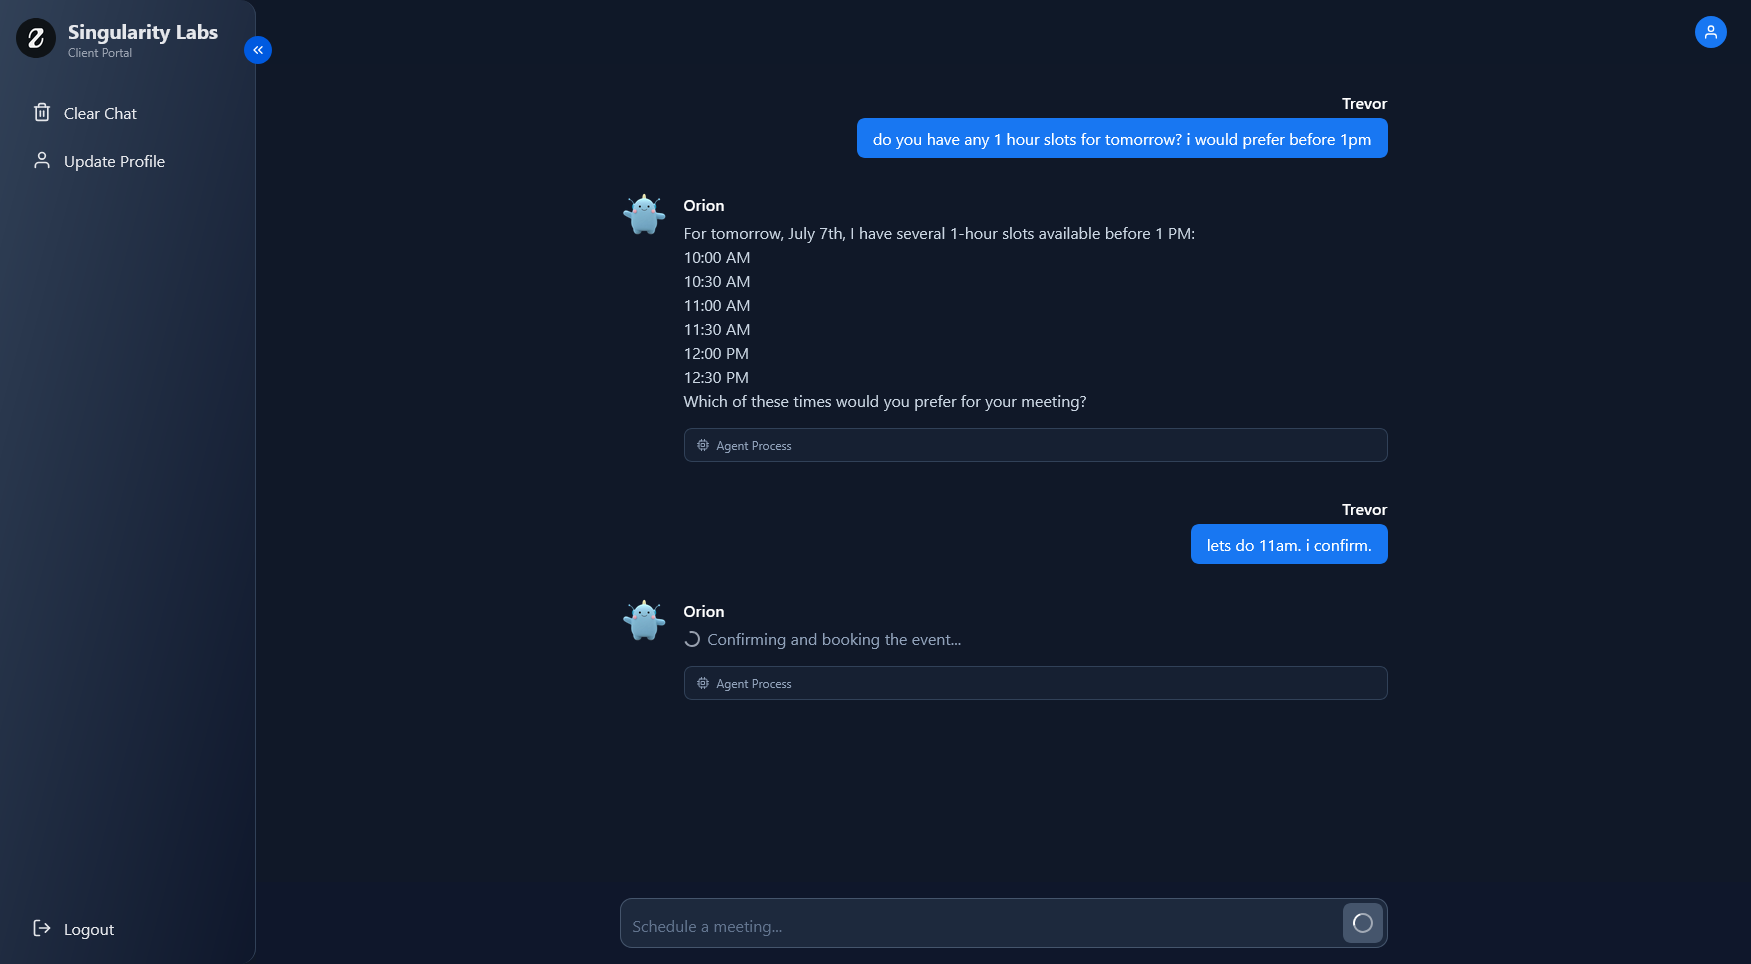 Singularity Labs
Client Portal
Clear Chat
Update Profile
Logout
Trevor
do you have any 1 hour slots for tomorrow? i would prefer before 1pm
Orion
For tomorrow, July 7th, I have several 1-hour slots available before 1 PM:
10:00 AM
10:30 AM
11:00 AM
11:30 AM
12:00 PM
12:30 PM
Which of these times would you prefer for your meeting?
Agent Process
Trevor
lets do 11am. i confirm.
Orion
Confirming and booking the event...
Agent Process
Schedule a meeting...